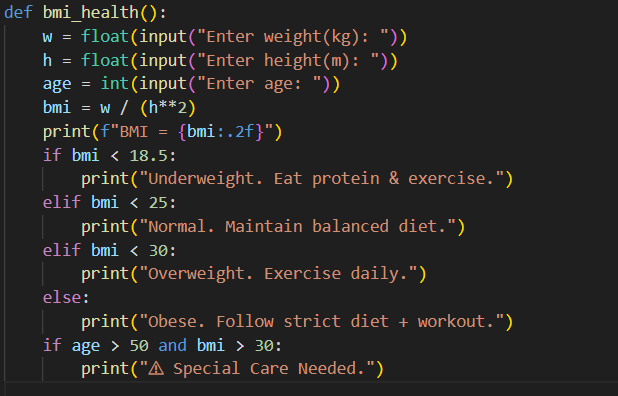 def bmi_health():
    w = float(input("Enter weight(kg): "))
    h = float(input("Enter height(m): "))
    age = int(input("Enter age: "))
    bmi = w / (h**2)
    print(f"BMI = {bmi:.2f}")
    if bmi < 18.5:
        print("Underweight. Eat protein & exercise.")
    elif bmi < 25:
        print("Normal. Maintain balanced diet.")
    elif bmi < 30:
        print("Overweight. Exercise daily.")
    else:
        print("Obese. Follow strict diet + workout.")
    if age > 50 and bmi > 30:
        print("⚠ Special Care Needed.")